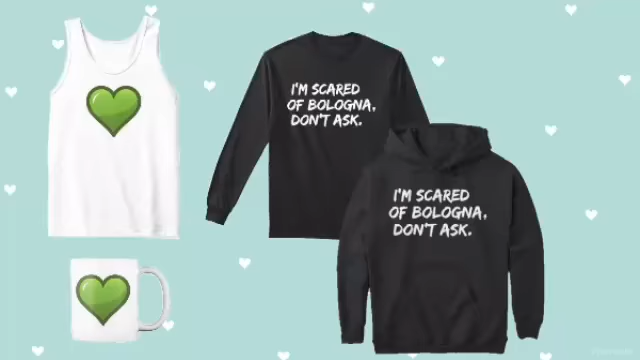 I'M SCARED
OF BOLOGNA,
DON'T ASK.
I'M SCARED
OF BOLOGNA,
DON'T ASK.